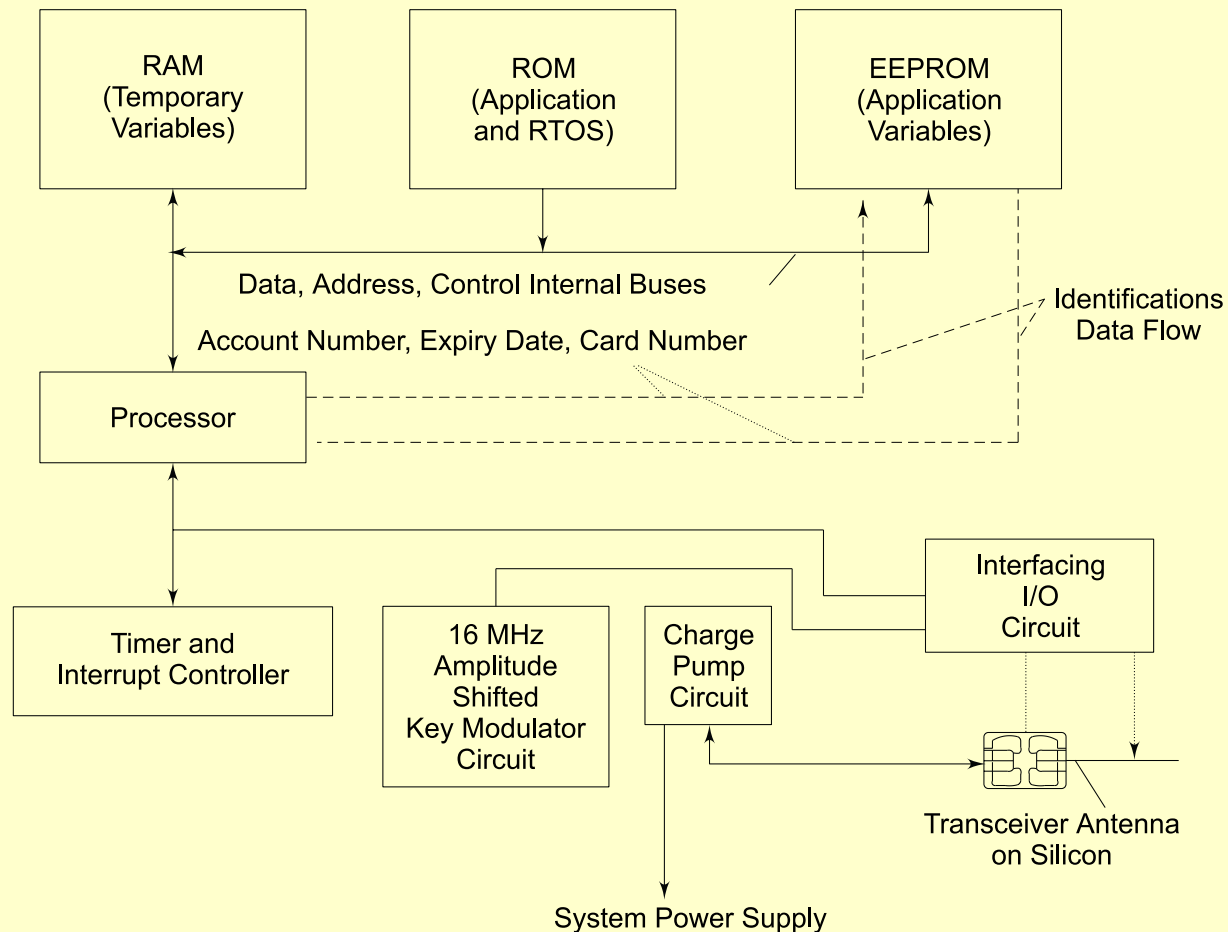 RAM
(Temporary
Variables)
ROM
(Application
and RTOS)
EEPROM
(Application
Variables)
Data, Address, Control Internal Buses
Identifications
Data Flow
Account Number, Expiry Date, Card Number
Processor
Interfacing
I/O
Circuit
Timer and
Interrupt Controller
16 MHz
Amplitude
Shifted
Key Modulator
Circuit
Charge
Pump
Circuit
Transceiver Antenna
on Silicon
System Power Supply